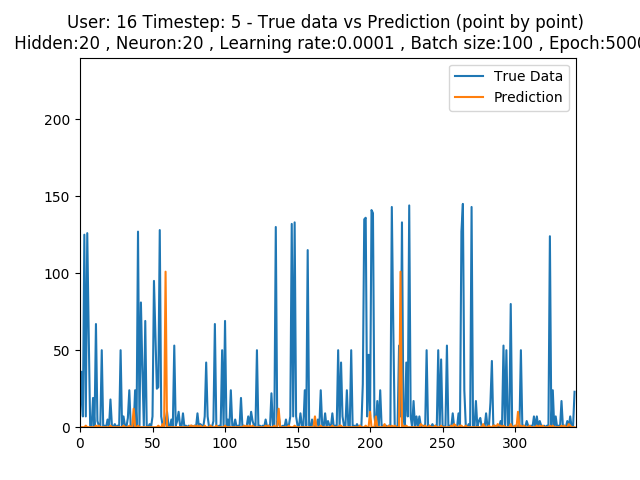 User: 16 Timestep: 5 - True data vs Prediction (point by point)
Hidden:20 , Neuron:20 , Learning rate:0.0001 , Batch size:100 , Epoch:5000
True Data
Prediction
200
150
100
50
0
0 50 100 150 200 250 300